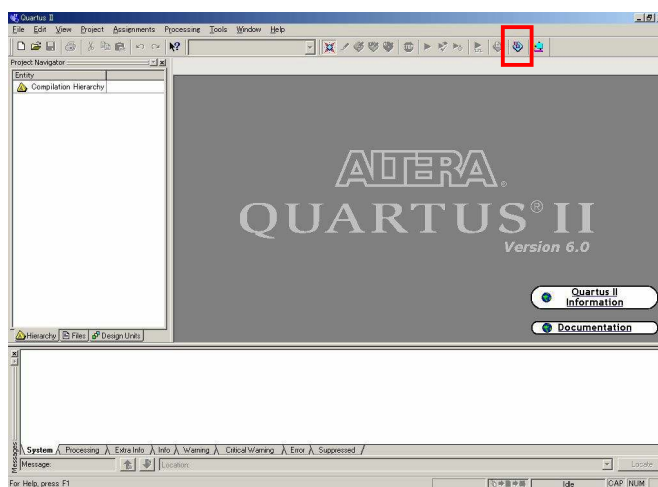 Quartus II
File Edit View Project Assignments Processing Tools Window Help
Project Navigator
Entity
Compilation Hierarchy
ALTERA®
QUARTUS® II
Version 6.0
Quartus II
Information
Documentation
Hierarchy Files Design Units
System Processing Extra Info Info Warning Critical Warning Error Suppressed
Messages
Message: Location: Locate
For Help, press F1 Idle CAP NUM